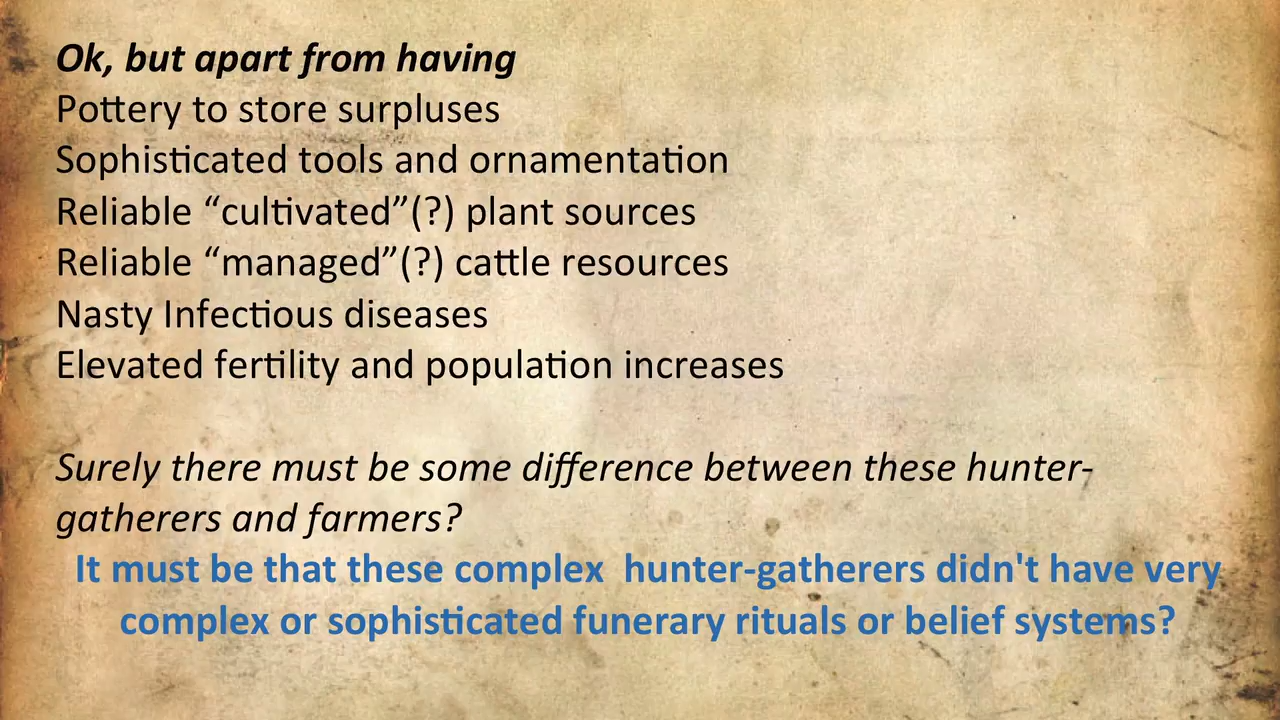 Ok, but apart from having
Pottery to store surpluses
Sophisticated tools and ornamentation
Reliable “cultivated”(?) plant sources
Reliable “managed”(?) cattle resources
Nasty Infectious diseases
Elevated fertility and population increases
Surely there must be some difference between these hunter-
gatherers and farmers?
It must be that these complex  hunter-gatherers didn't have very
complex or sophisticated funerary rituals or belief systems?